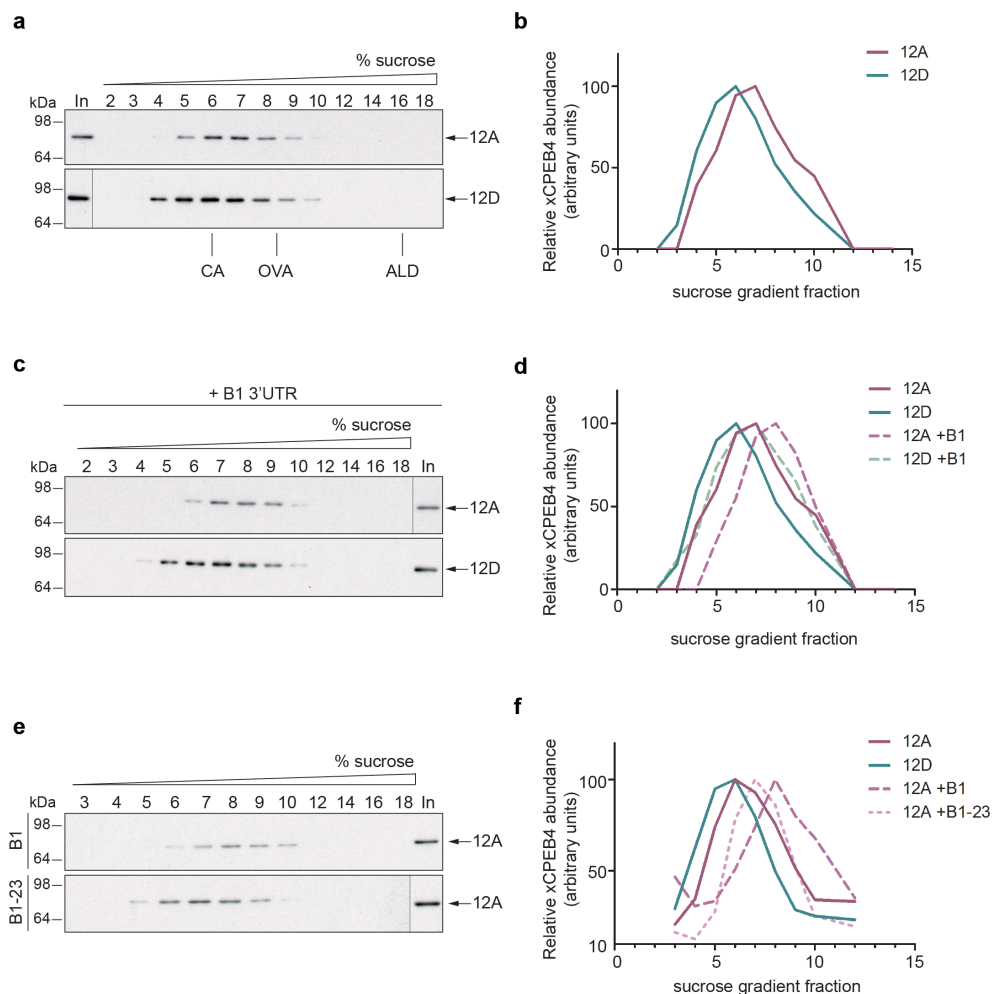 a
% sucrose
kDa In 2 3 4 5 6 7 8 9 10 12 14 16 18
98
12A
64
98
12D
64
CA OVA ALD
b
12A
12D
Relative xCPEB4 abundance
(arbitrary units)
100
50
0
0 5 10 15
sucrose gradient fraction
c
+ B1 3’UTR
% sucrose
kDa 2 3 4 5 6 7 8 9 10 12 14 16 18 In
98
12A
64
98
12D
64
d
12A
12D
12A +B1
12D +B1
Relative xCPEB4 abundance
(arbitrary units)
100
50
0
0 5 10 15
sucrose gradient fraction
e
% sucrose
kDa 3 4 5 6 7 8 9 10 12 14 16 18 In
B1
98
12A
64
B1-23
98
12A
64
f
12A
12D
12A +B1
12A +B1-23
Relative xCPEB4 abundance
(arbitrary units)
100
50
10
0 5 10 15
sucrose gradient fraction